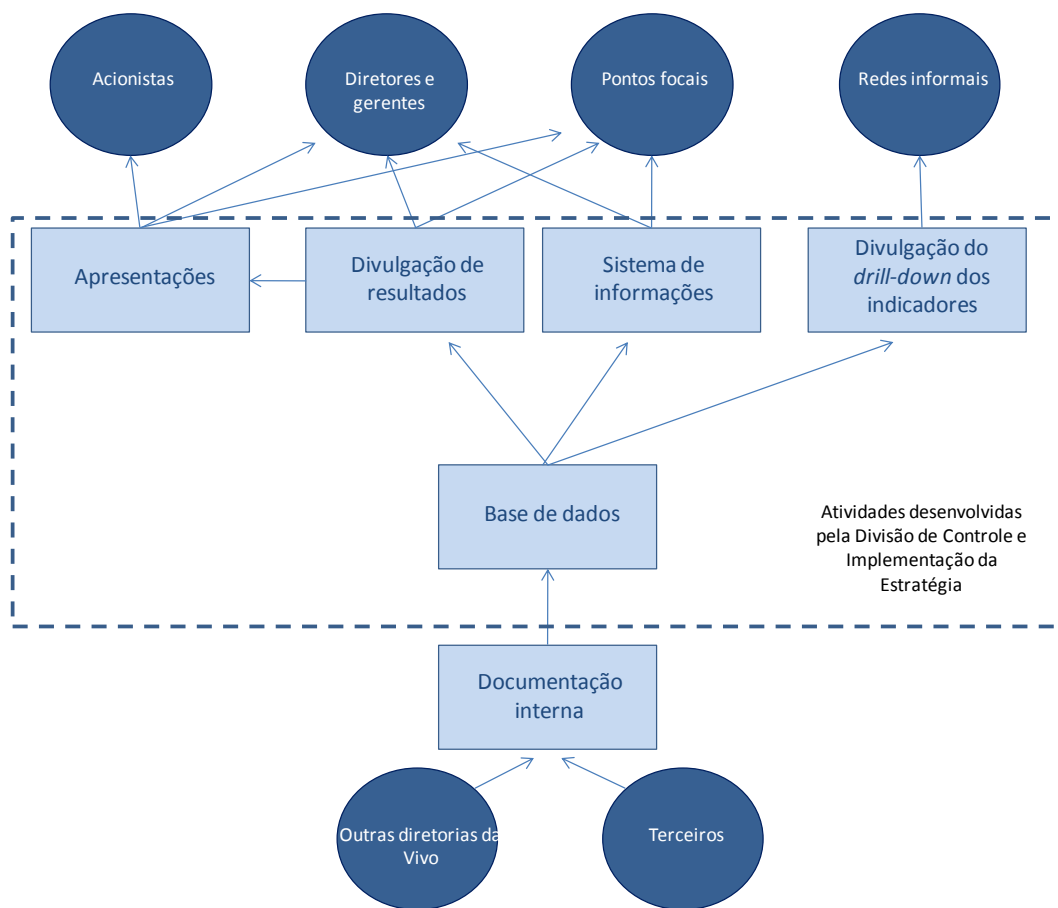 Acionistas
Diretores e
gerentes
Pontos focais
Redes informais
Apresentações
Divulgação de
resultados
Sistema de
informações
Divulgação do
drill-down dos
indicadores
Base de dados
Atividades desenvolvidas
pela Divisão de Controle e
Implementação da
Estratégia
Documentação
interna
Outras diretorias da
Vivo
Terceiros